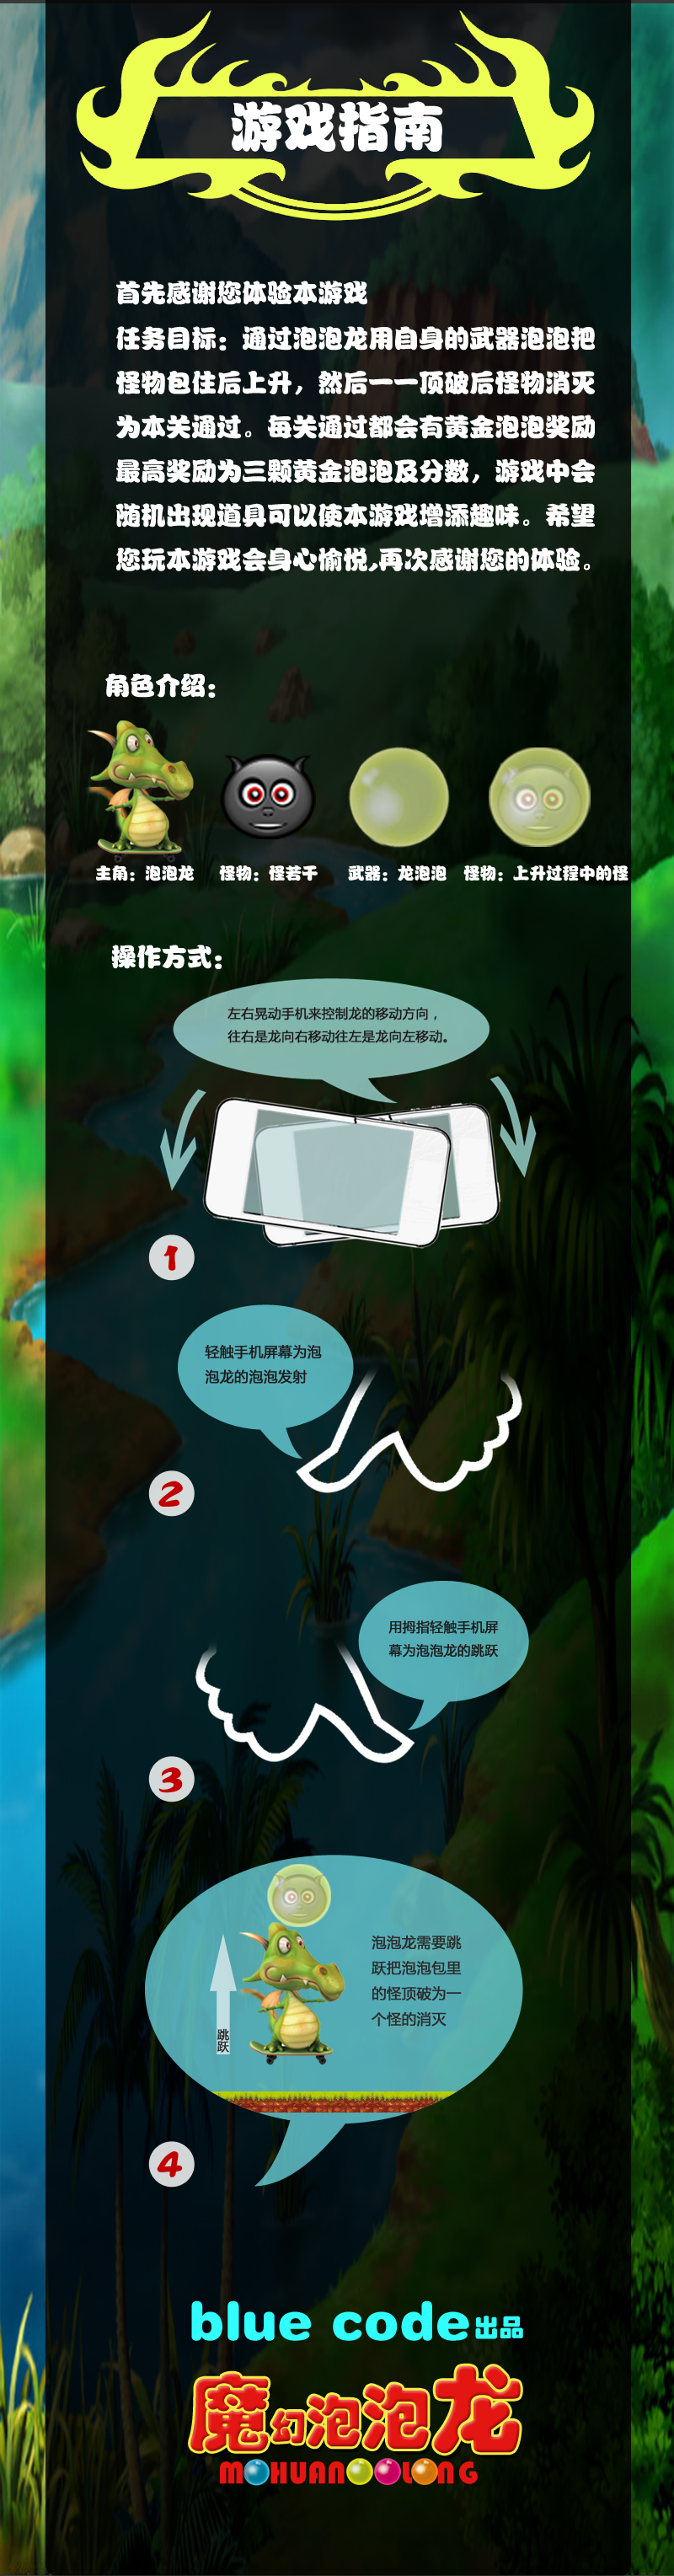 游戏指南
首先感谢您体验本游戏
任务目标：通过泡泡龙用自身的武器泡泡把
怪物包住后上升，然后一一顶破后怪物消灭
为本关通过。每关通过都会有黄金泡泡奖励
最高奖励为三颗黄金泡泡及分数，游戏中会
随机出现道具可以使本游戏增添趣味。希望
您玩本游戏会身心愉悦,再次感谢您的体验。
角色介绍：
主角：泡泡龙
怪物：怪若干
武器：龙泡泡
怪物：上升过程中的怪
操作方式：
左右晃动手机来控制龙的移动方向，
往右是龙向右移动往左是龙向左移动。
1
轻触手机屏幕为泡
泡龙的泡泡发射
2
用拇指轻触手机屏
幕为泡泡龙的跳跃
3
泡泡龙需要跳
跃把泡泡包里
的怪顶破为一
个怪的消灭
跳跃
4
blue code出品
魔幻泡泡龙
MOHUANOOLONG